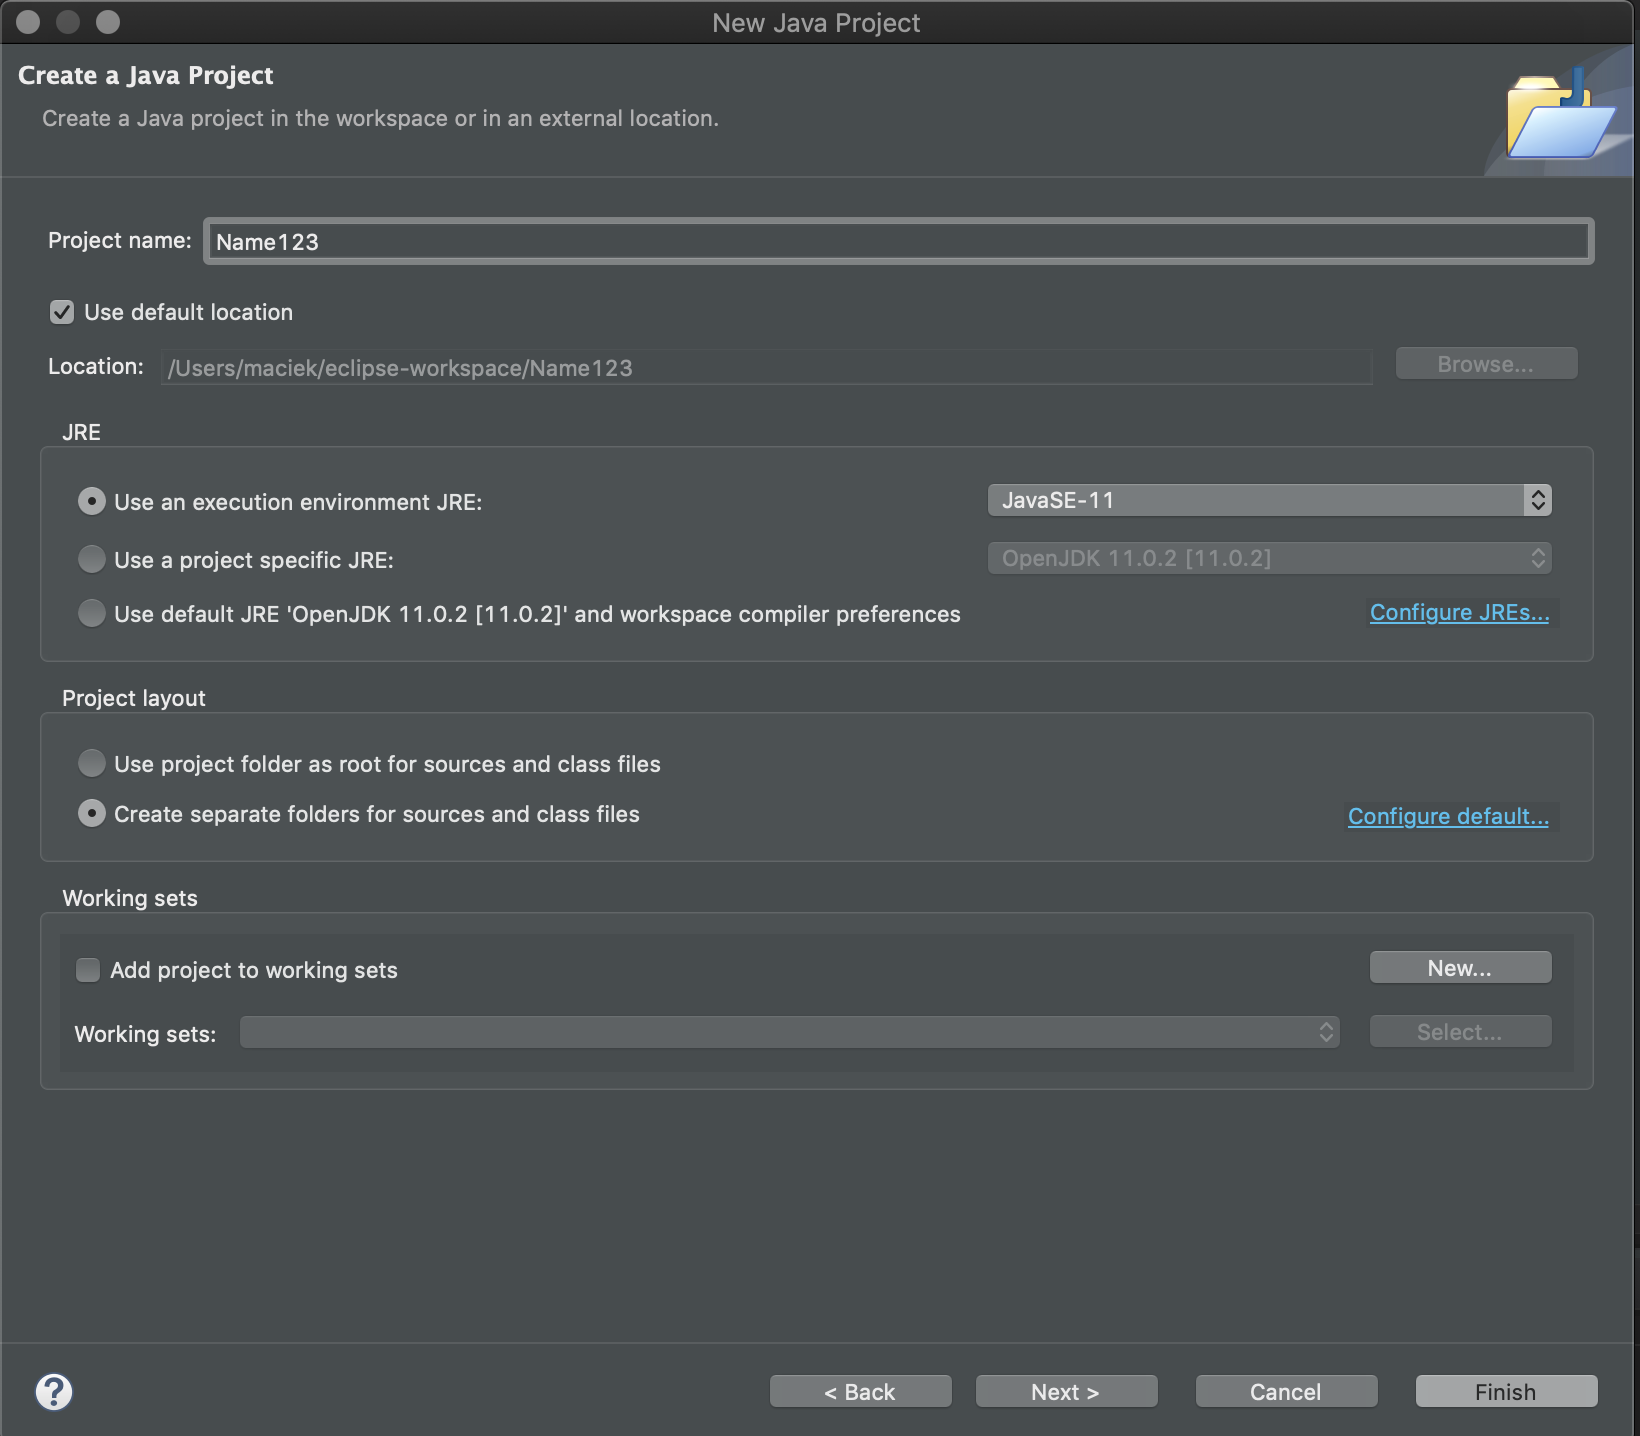 New Java Project
Create a Java Project
Create a Java project in the workspace or in an external location.
Project name: Name123
Use default location
Location: /Users/maciek/eclipse-workspace/Name123 Browse...
JRE
Use an execution environment JRE: JavaSE-11
Use a project specific JRE: OpenJDK 11.0.2 [11.0.2]
Use default JRE 'OpenJDK 11.0.2 [11.0.2]' and workspace compiler preferences Configure JREs...
Project layout
Use project folder as root for sources and class files
Create separate folders for sources and class files Configure default...
Working sets
Add project to working sets New...
Working sets: Select...
? < Back Next > Cancel Finish